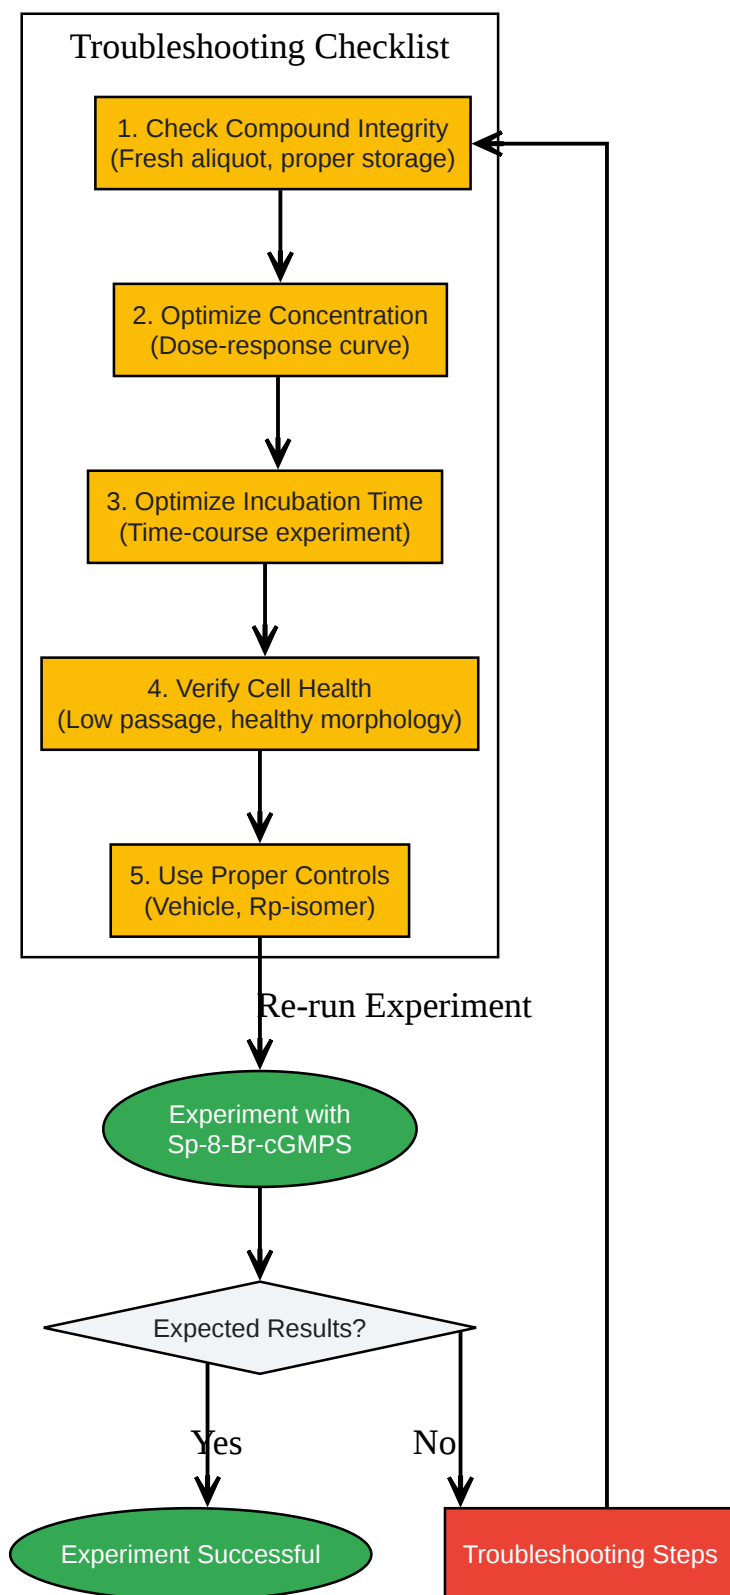 Troubleshooting Checklist
1. Check Compound Integrity
(Fresh aliquot, proper storage)
2. Optimize Concentration
(Dose-response curve)
3. Optimize Incubation Time
(Time-course experiment)
4. Verify Cell Health
(Low passage, healthy morphology)
5. Use Proper Controls
(Vehicle, Rp-isomer)
Re-run Experiment
Experiment with
Sp-8-Br-cGMPS
Expected Results?
Yes
No
Experiment Successful
Troubleshooting Steps